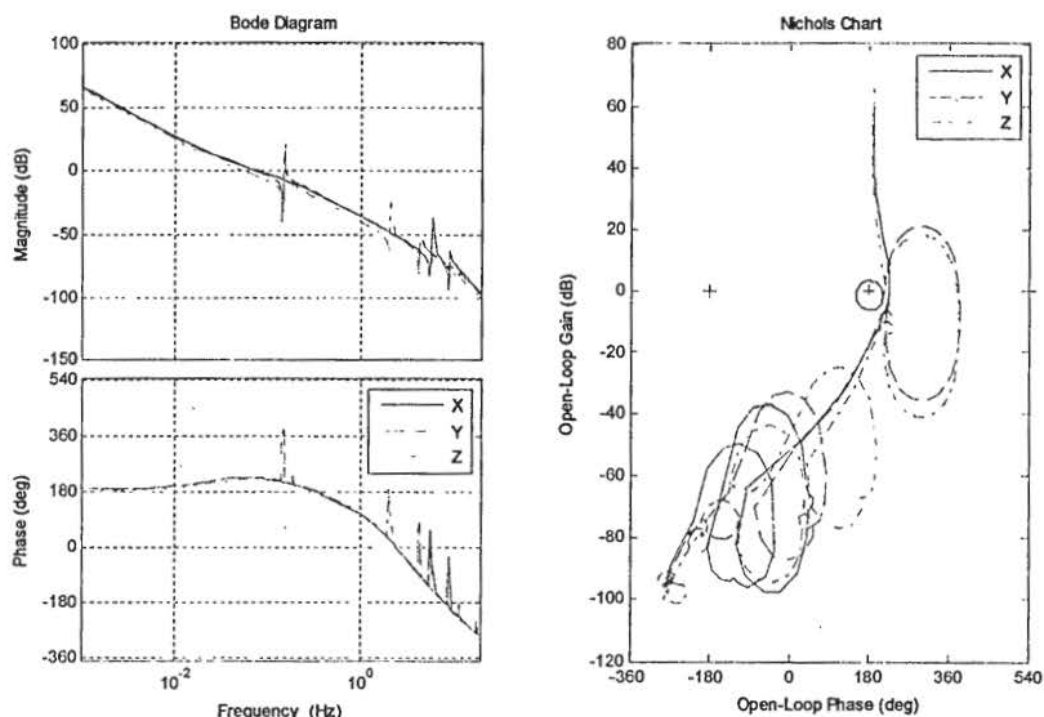 Bode Diagram
100
50
0
-50
-100
-150
Magnitude (dB)
540
360
180
0
-180
-360
Phase (deg)
X
Y
Z
10^-2
10^0
Frequency (Hz)
Nichols Chart
80
60
40
20
0
-20
-40
-60
-80
-100
-120
Open-Loop Gain (dB)
X
Y
Z
-360
-180
0
180
360
540
Open-Loop Phase (deg)